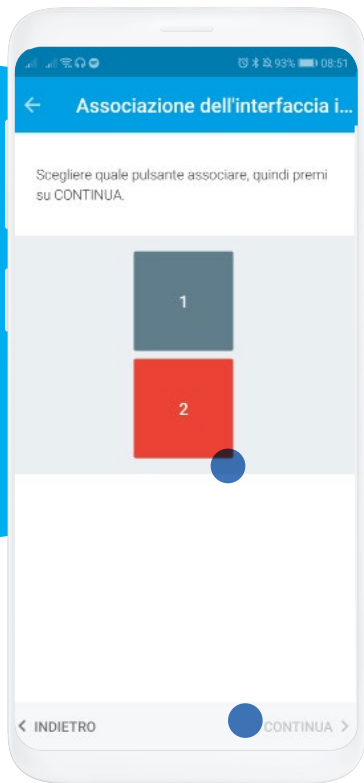 93% 08:51
Associazione dell'interfaccia i...
Scegliere quale pulsante associare, quindi premi
su CONTINUA.
1
2
INDIETRO
CONTINUA